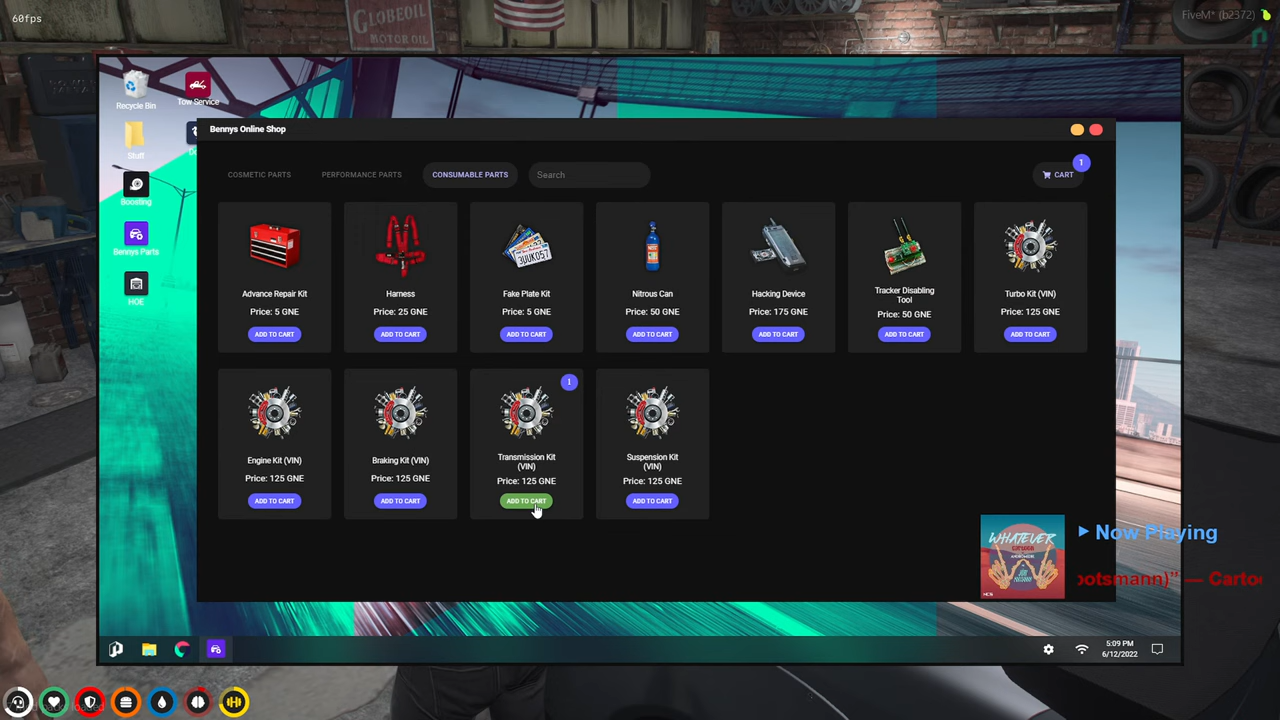 60fps
FiveM* (b2372)
GLOBEOIL
MOTOR OIL
Recycle Bin
Tow Service
Stuff
Boosting
Bennys Parts
HOE
Bennys Online Shop
COSMETIC PARTS
PERFORMANCE PARTS
CONSUMABLE PARTS
Search
CART
1
Advance Repair Kit
Price: 5 GNE
ADD TO CART
Harness
Price: 25 GNE
ADD TO CART
3UUK057
Fake Plate Kit
Price: 5 GNE
ADD TO CART
Nitrous Can
Price: 50 GNE
ADD TO CART
Hacking Device
Price: 175 GNE
ADD TO CART
Tracker Disabling
Tool
Price: 50 GNE
ADD TO CART
Turbo Kit (VIN)
Price: 125 GNE
ADD TO CART
Engine Kit (VIN)
Price: 125 GNE
ADD TO CART
Braking Kit (VIN)
Price: 125 GNE
ADD TO CART
1
Transmission Kit
(VIN)
Price: 125 GNE
ADD TO CART
Suspension Kit
(VIN)
Price: 125 GNE
ADD TO CART
WHATEVER
Now Playing
ootsmann)" — Carto
5:09 PM
6/12/2022